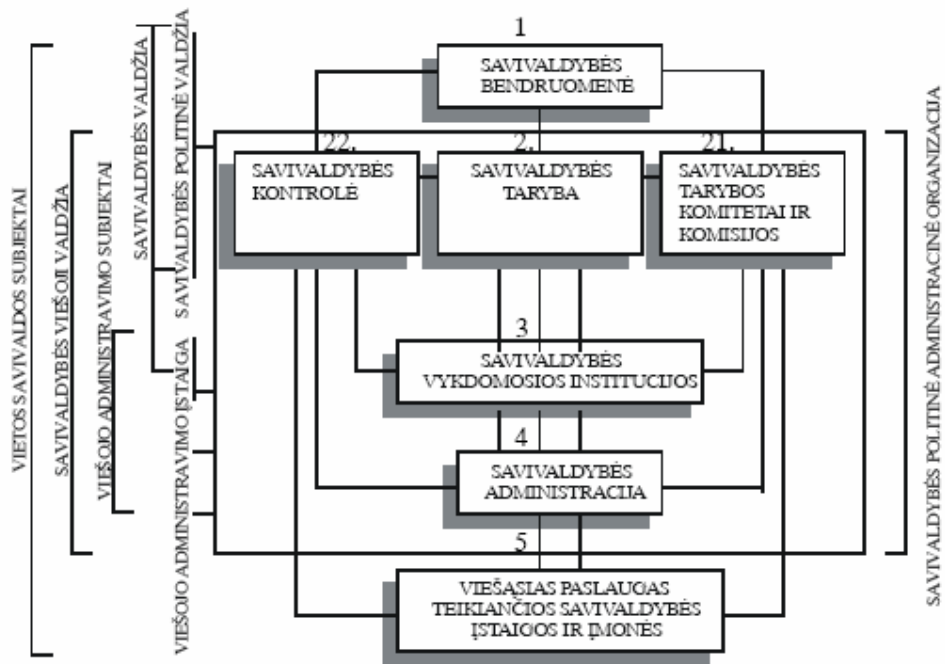 1
SAVIVALDYBĖS
BENDRUOMENĖ
22.
SAVIVALDYBĖS
KONTROLĖ
2.
SAVIVALDYBĖS
TARYBA
21.
SAVIVALDYBĖS
TARYBOS
KOMITETAI IR
KOMISIJOS
3
SAVIVALDYBĖS
VYKDOMOSIOS INSTITUCIJOS
4
SAVIVALDYBĖS
ADMINISTRACIJA
5
VIEŠĄSIAS PASLAUGAS
TEIKIANČIOS SAVIVALDYBĖS
ĮSTAIGOS IR ĮMONĖS
VIETOS SAVIVALDOS SUBJEKTAI
SAVIVALDYBĖS VIEŠOJI VALDŽIA
VIEŠOJO ADMINISTRAVIMO SUBJEKTAI
SAVIVALDYBĖS VALDŽIA
SAVIVALDYBĖS POLITINĖ VALDŽIA
VIEŠOJO ADMINISTRAVIMO ĮSTAIGA
SAVIVALDYBĖS POLITINĖ ADMINISTRACINĖ ORGANIZACIJA